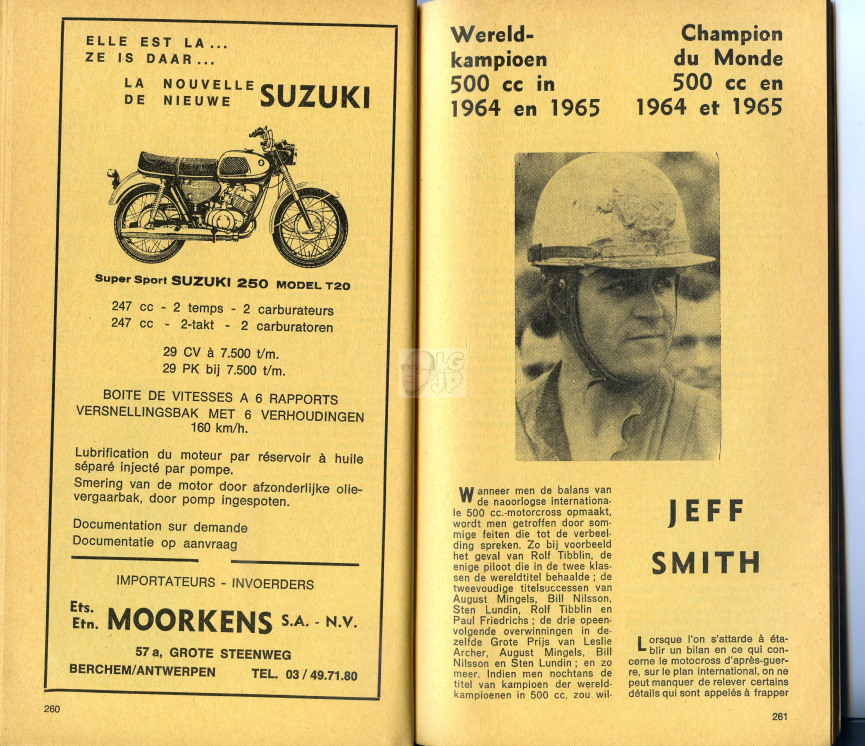 ELLE EST LA...
ZE IS DAAR...
LA NOUVELLE
DE NIEUWE
SUZUKI
Super Sport SUZUKI 250 MODEL T20
247 cc - 2 temps - 2 carburateurs
247 cc - 2-takt - 2 carburatoren
29 CV à 7.500 t/m.
29 PK bij 7.500 t/m.
BOITE DE VITESSES A 6 RAPPORTS
VERSNELLINGSBAK MET 6 VERHOUDINGEN
160 km/h.
Lubrification du moteur par réservoir à huile
séparé injecté par pompe.
Smering van de motor door afzonderlijke olie-
vergaarbak, door pomp ingespoten.
Documentation sur demande
Documentatie op aanvraag
IMPORTATEURS - INVOERDERS
Ets.
Etn.
MOORKENS S.A. - N.V.
57 a, GROTE STEENWEG
BERCHEM/ANTWERPEN TEL. 03 / 49.71.80
260
Wereld-
kampioen
500 cc in
1964 en 1965
Champion
du Monde
500 cc en
1964 et 1965
LG
JP
Wanneer men de balans van
de naoorlogse internationa-
le 500 cc.-motorcross opmaakt,
wordt men getroffen door som-
mige feiten die tot de verbeel-
ding spreken. Zo bij voorbeeld
het geval van Rolf Tibblin, de
enige piloot die in de twee klas-
sen de wereldtitel behaalde ; de
tweevoudige titelsuccessen van
August Mingels, Bill Nilsson,
Sten Lundin, Rolf Tibblin en
Paul Friedrichs ; de drie opeen-
volgende overwinningen in de-
zelfde Grote Prijs van Leslie
Archer, August Mingels, Bill
Nilsson en Sten Lundin ; en zo
meer. Indien men nochtans de
titel van kampioen der wereld-
kampioenen in 500 cc. zou wil-
JEFF
SMITH
Lorsque l'on s'attarde à éta-
blir un bilan en ce qui con-
cerne le motocross d'après-guer-
re, sur le plan international, on ne
peut manquer de relever certains
détails qui sont appelés à frapper
261